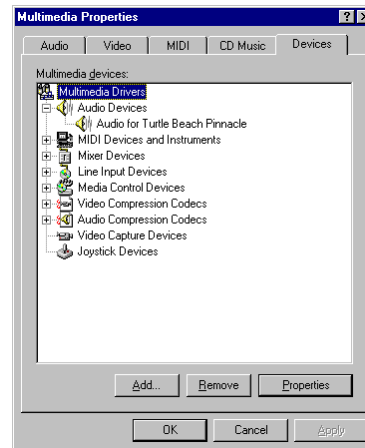 Multimedia Properties
Audio Video MIDI CD Music Devices
Multimedia devices:
Multimedia Drivers
Audio Devices
Audio for Turtle Beach Pinnacle
MIDI Devices and Instruments
Mixer Devices
Line Input Devices
Media Control Devices
Video Compression Codecs
Audio Compression Codecs
Video Capture Devices
Joystick Devices
Add... Remove Properties
OK Cancel Apply